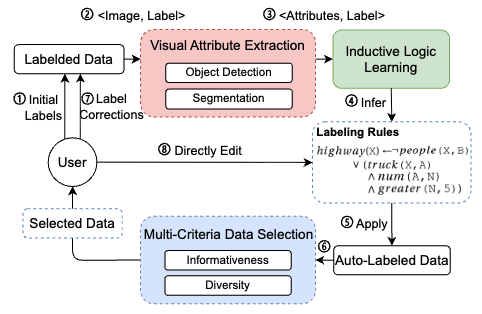 ② <Image, Label>
③ <Attributes, Label>
Labelded Data
Visual Attribute Extraction
Object Detection
Segmentation
Inductive Logic
Learning
① Initial
Labels
⑦ Label
Corrections
④ Infer
Labeling Rules
highway(X)←¬people(X,B)
∨(truck(X,A)
∧num(A,N)
∧greater(N,5))
User
⑧ Directly Edit
Selected Data
Multi-Criteria Data Selection
Informativeness
Diversity
⑤ Apply
⑥
Auto-Labeled Data